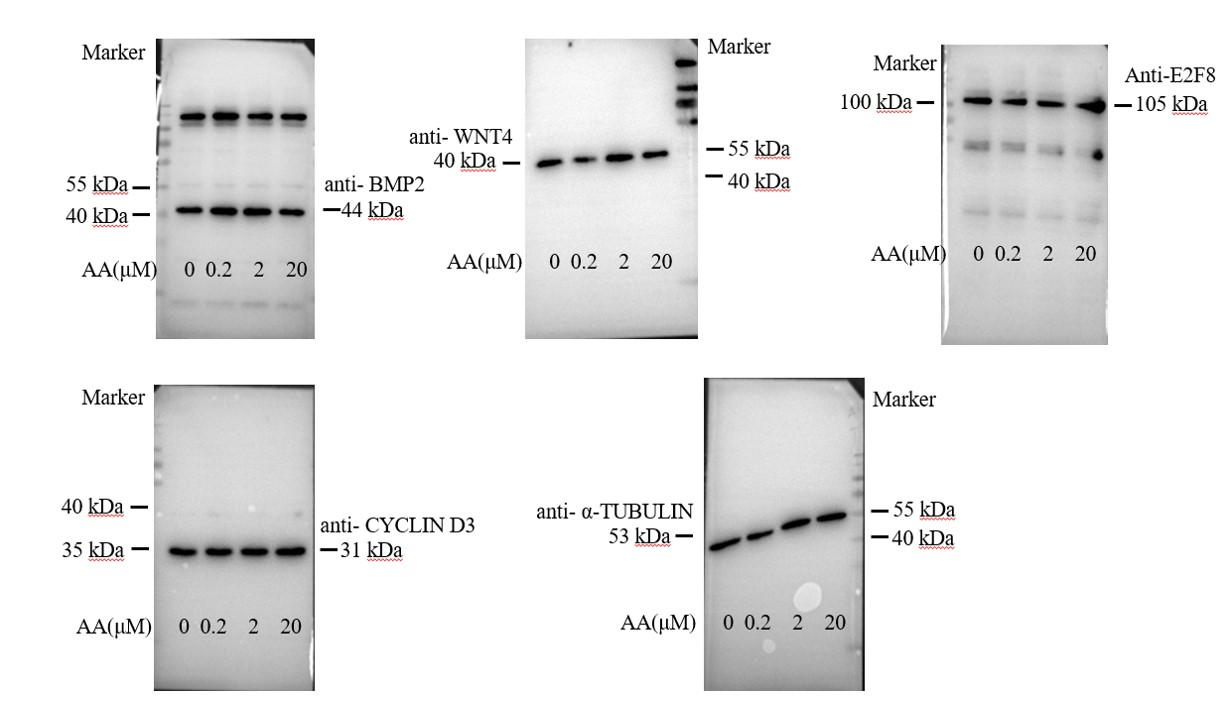 Marker
55 kDa
40 kDa
anti- BMP2
44 kDa
AA(μM) 0 0.2 2 20
Marker
anti- WNT4
40 kDa
55 kDa
40 kDa
AA(μM) 0 0.2 2 20
Marker
100 kDa
Anti-E2F8
105 kDa
AA(μM) 0 0.2 2 20
Marker
40 kDa
35 kDa
anti- CYCLIN D3
31 kDa
AA(μM) 0 0.2 2 20
Marker
anti- α-TUBULIN
53 kDa
55 kDa
40 kDa
AA(μM) 0 0.2 2 20